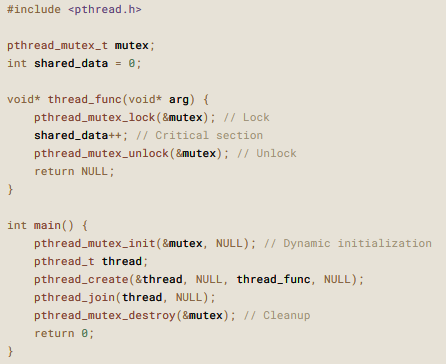 #include <pthread.h>

pthread_mutex_t mutex;
int shared_data = 0;

void* thread_func(void* arg) {
    pthread_mutex_lock(&mutex); // Lock
    shared_data++; // Critical section
    pthread_mutex_unlock(&mutex); // Unlock
    return NULL;
}

int main() {
    pthread_mutex_init(&mutex, NULL); // Dynamic initialization
    pthread_t thread;
    pthread_create(&thread, NULL, thread_func, NULL);
    pthread_join(thread, NULL);
    pthread_mutex_destroy(&mutex); // Cleanup
    return 0;
}